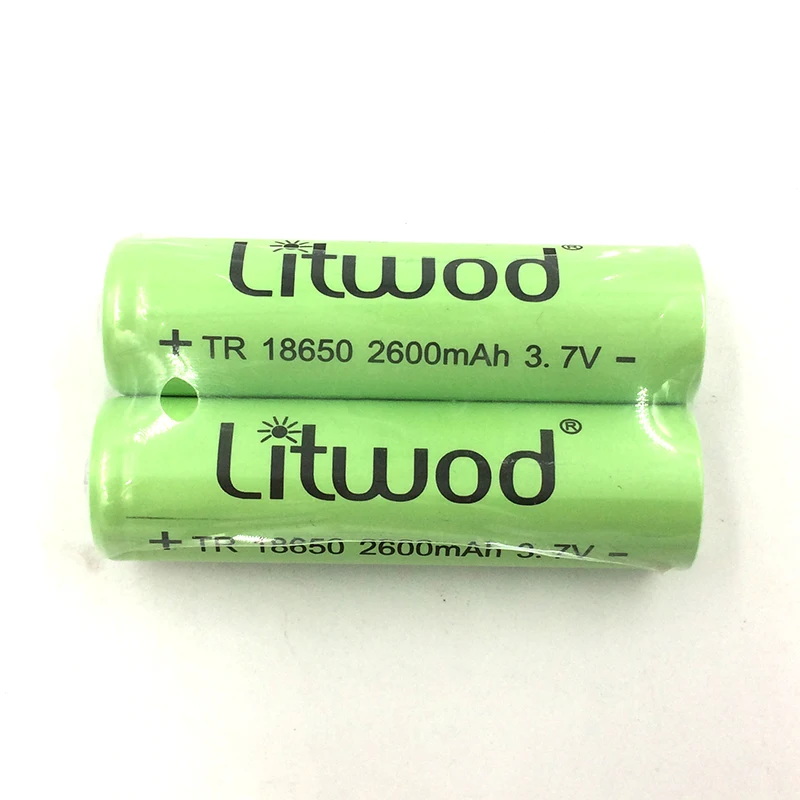 Litwod®
+ TR 18650 2600mAh 3.7V -
Litwod®
+ TR 18650 2600mAh 3.7V -